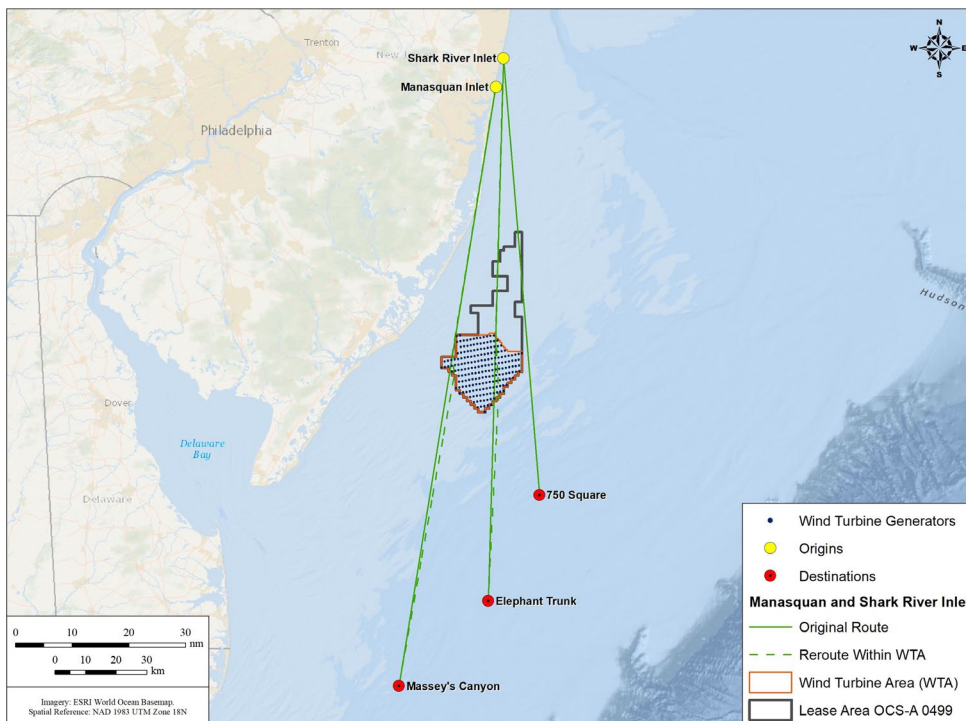 N
W E
S
Trenton
New J
Shark River Inlet
Manasquan Inlet
Philadelphia
Hudson
Dover
Delaware
Bay
Delaware
750 Square
Elephant Trunk
Massey's Canyon
Wind Turbine Generators
Origins
Destinations
Manasquan and Shark River Inle
Original Route
Reroute Within WTA
Wind Turbine Area (WTA)
Lease Area OCS-A 0499
0 10 20 30
nm
0 5 10 20 30
km
Imagery: ESRI World Ocean Basemap.
Spatial Reference: NAD 1983 UTM Zone 18N